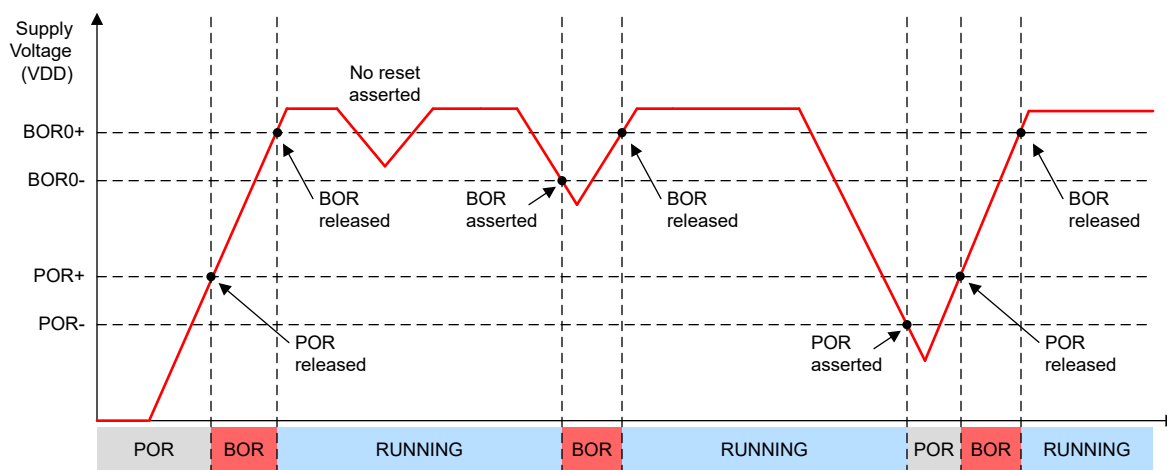 Supply
Voltage
(VDD)
No reset
asserted
BOR0+
BOR0-
BOR
released
BOR
asserted
BOR
released
BOR
released
POR+
POR-
POR
released
POR
asserted
POR
released
POR BOR RUNNING BOR RUNNING POR BOR RUNNING